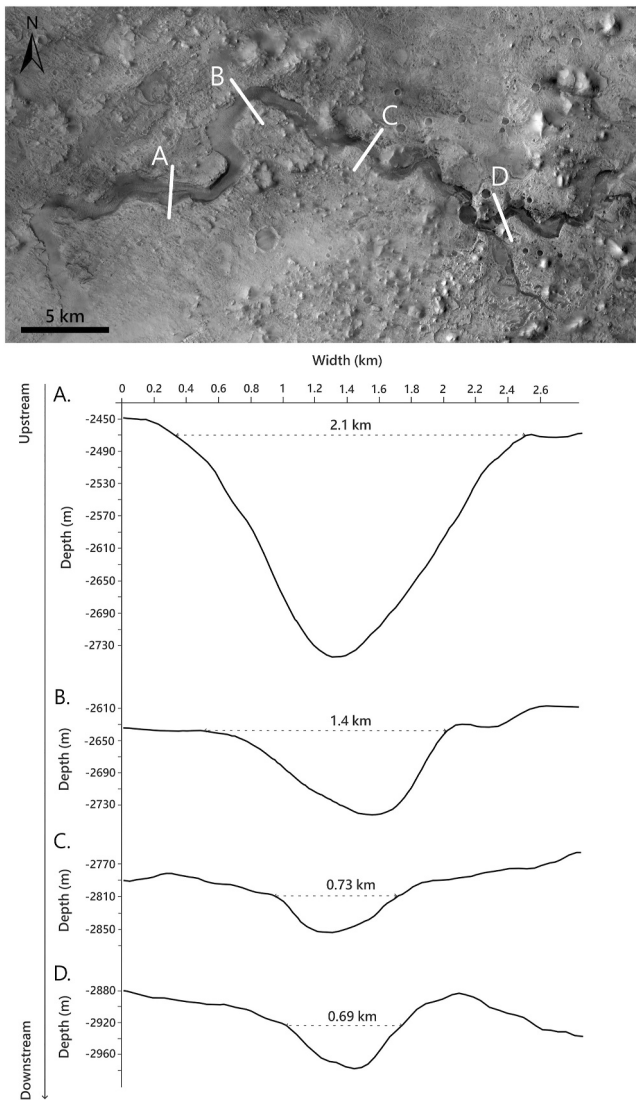 N
B
C
A
D
5 km
Width (km)
A.
0 0.2 0.4 0.6 0.8 1 1.2 1.4 1.6 1.8 2 2.2 2.4 2.6
Upstream
Depth (m)
-2450
-2490
-2530
-2570
-2610
-2650
-2690
-2730
2.1 km
B.
Depth (m)
-2610
-2650
-2690
-2730
1.4 km
C.
Depth (m)
-2770
-2810
-2850
0.73 km
D.
Depth (m)
-2880
-2920
-2960
0.69 km
Downstream